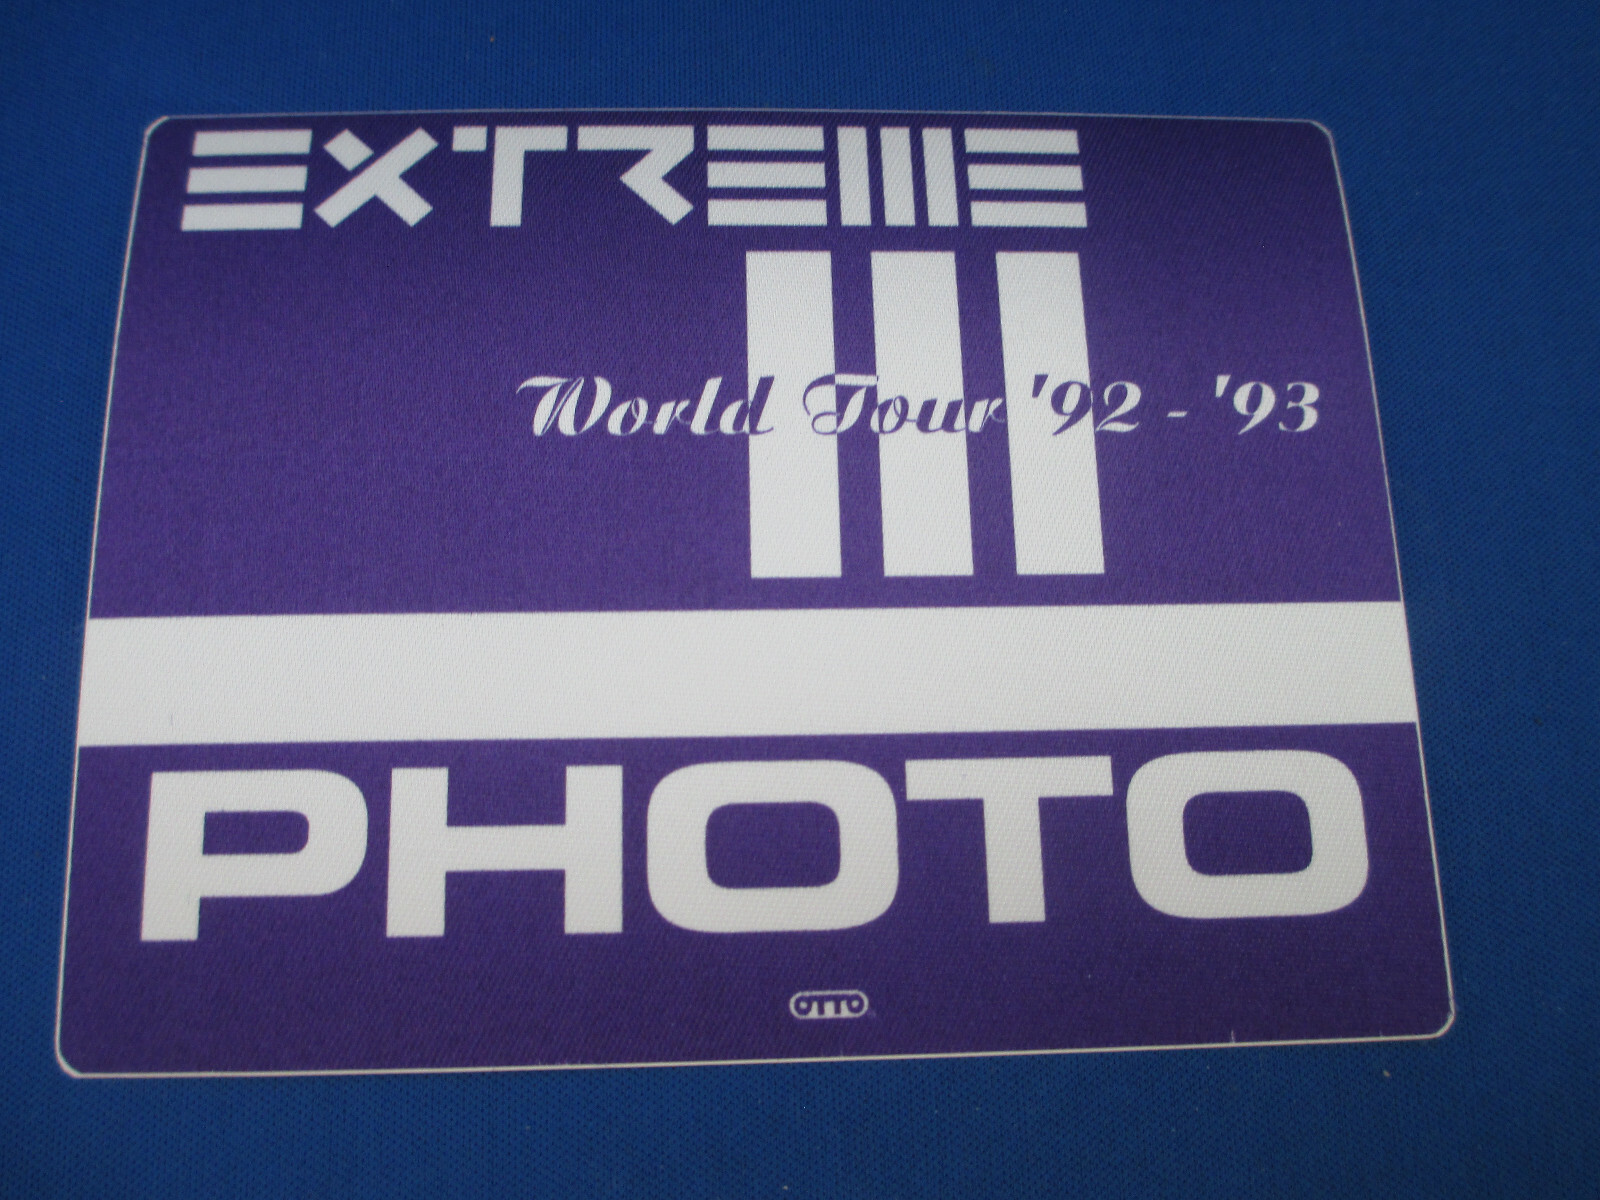 EXTREME
III
World Tour '92 - '93
PHOTO
OTTO